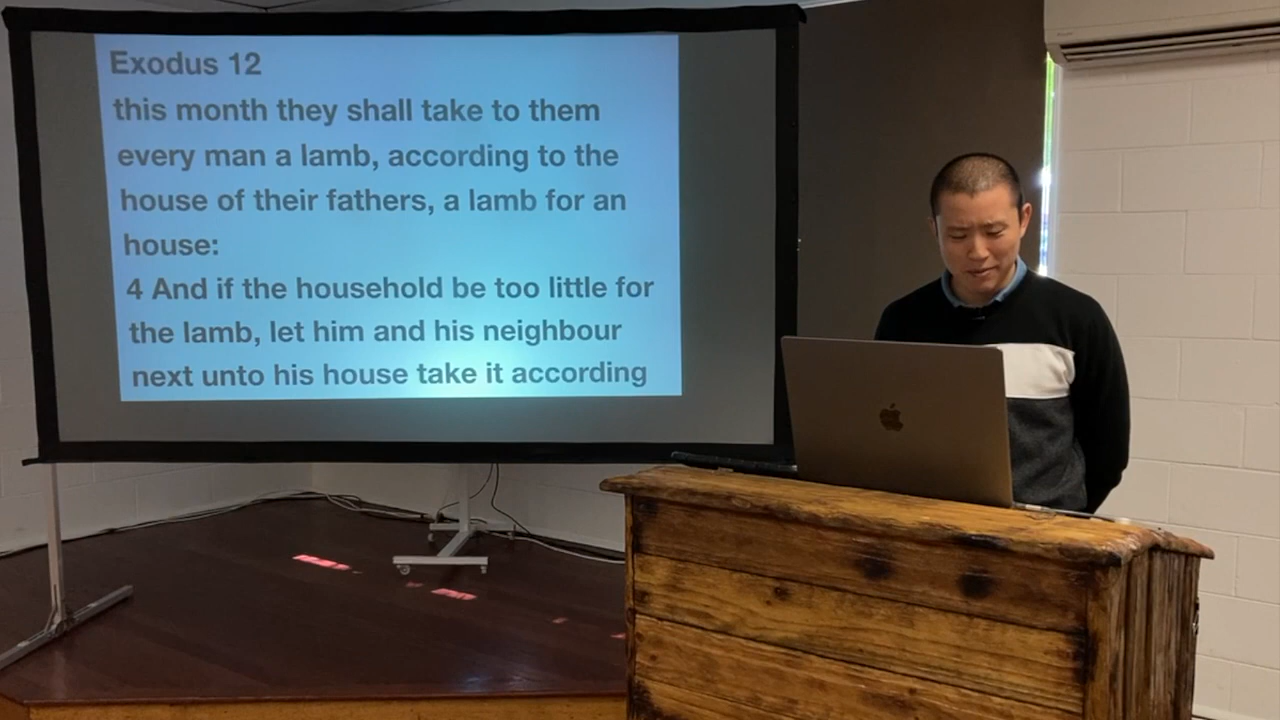 Exodus 12
this month they shall take to them
every man a lamb, according to the
house of their fathers, a lamb for an
house:
4 And if the household be too little for
the lamb, let him and his neighbour
next unto his house take it according